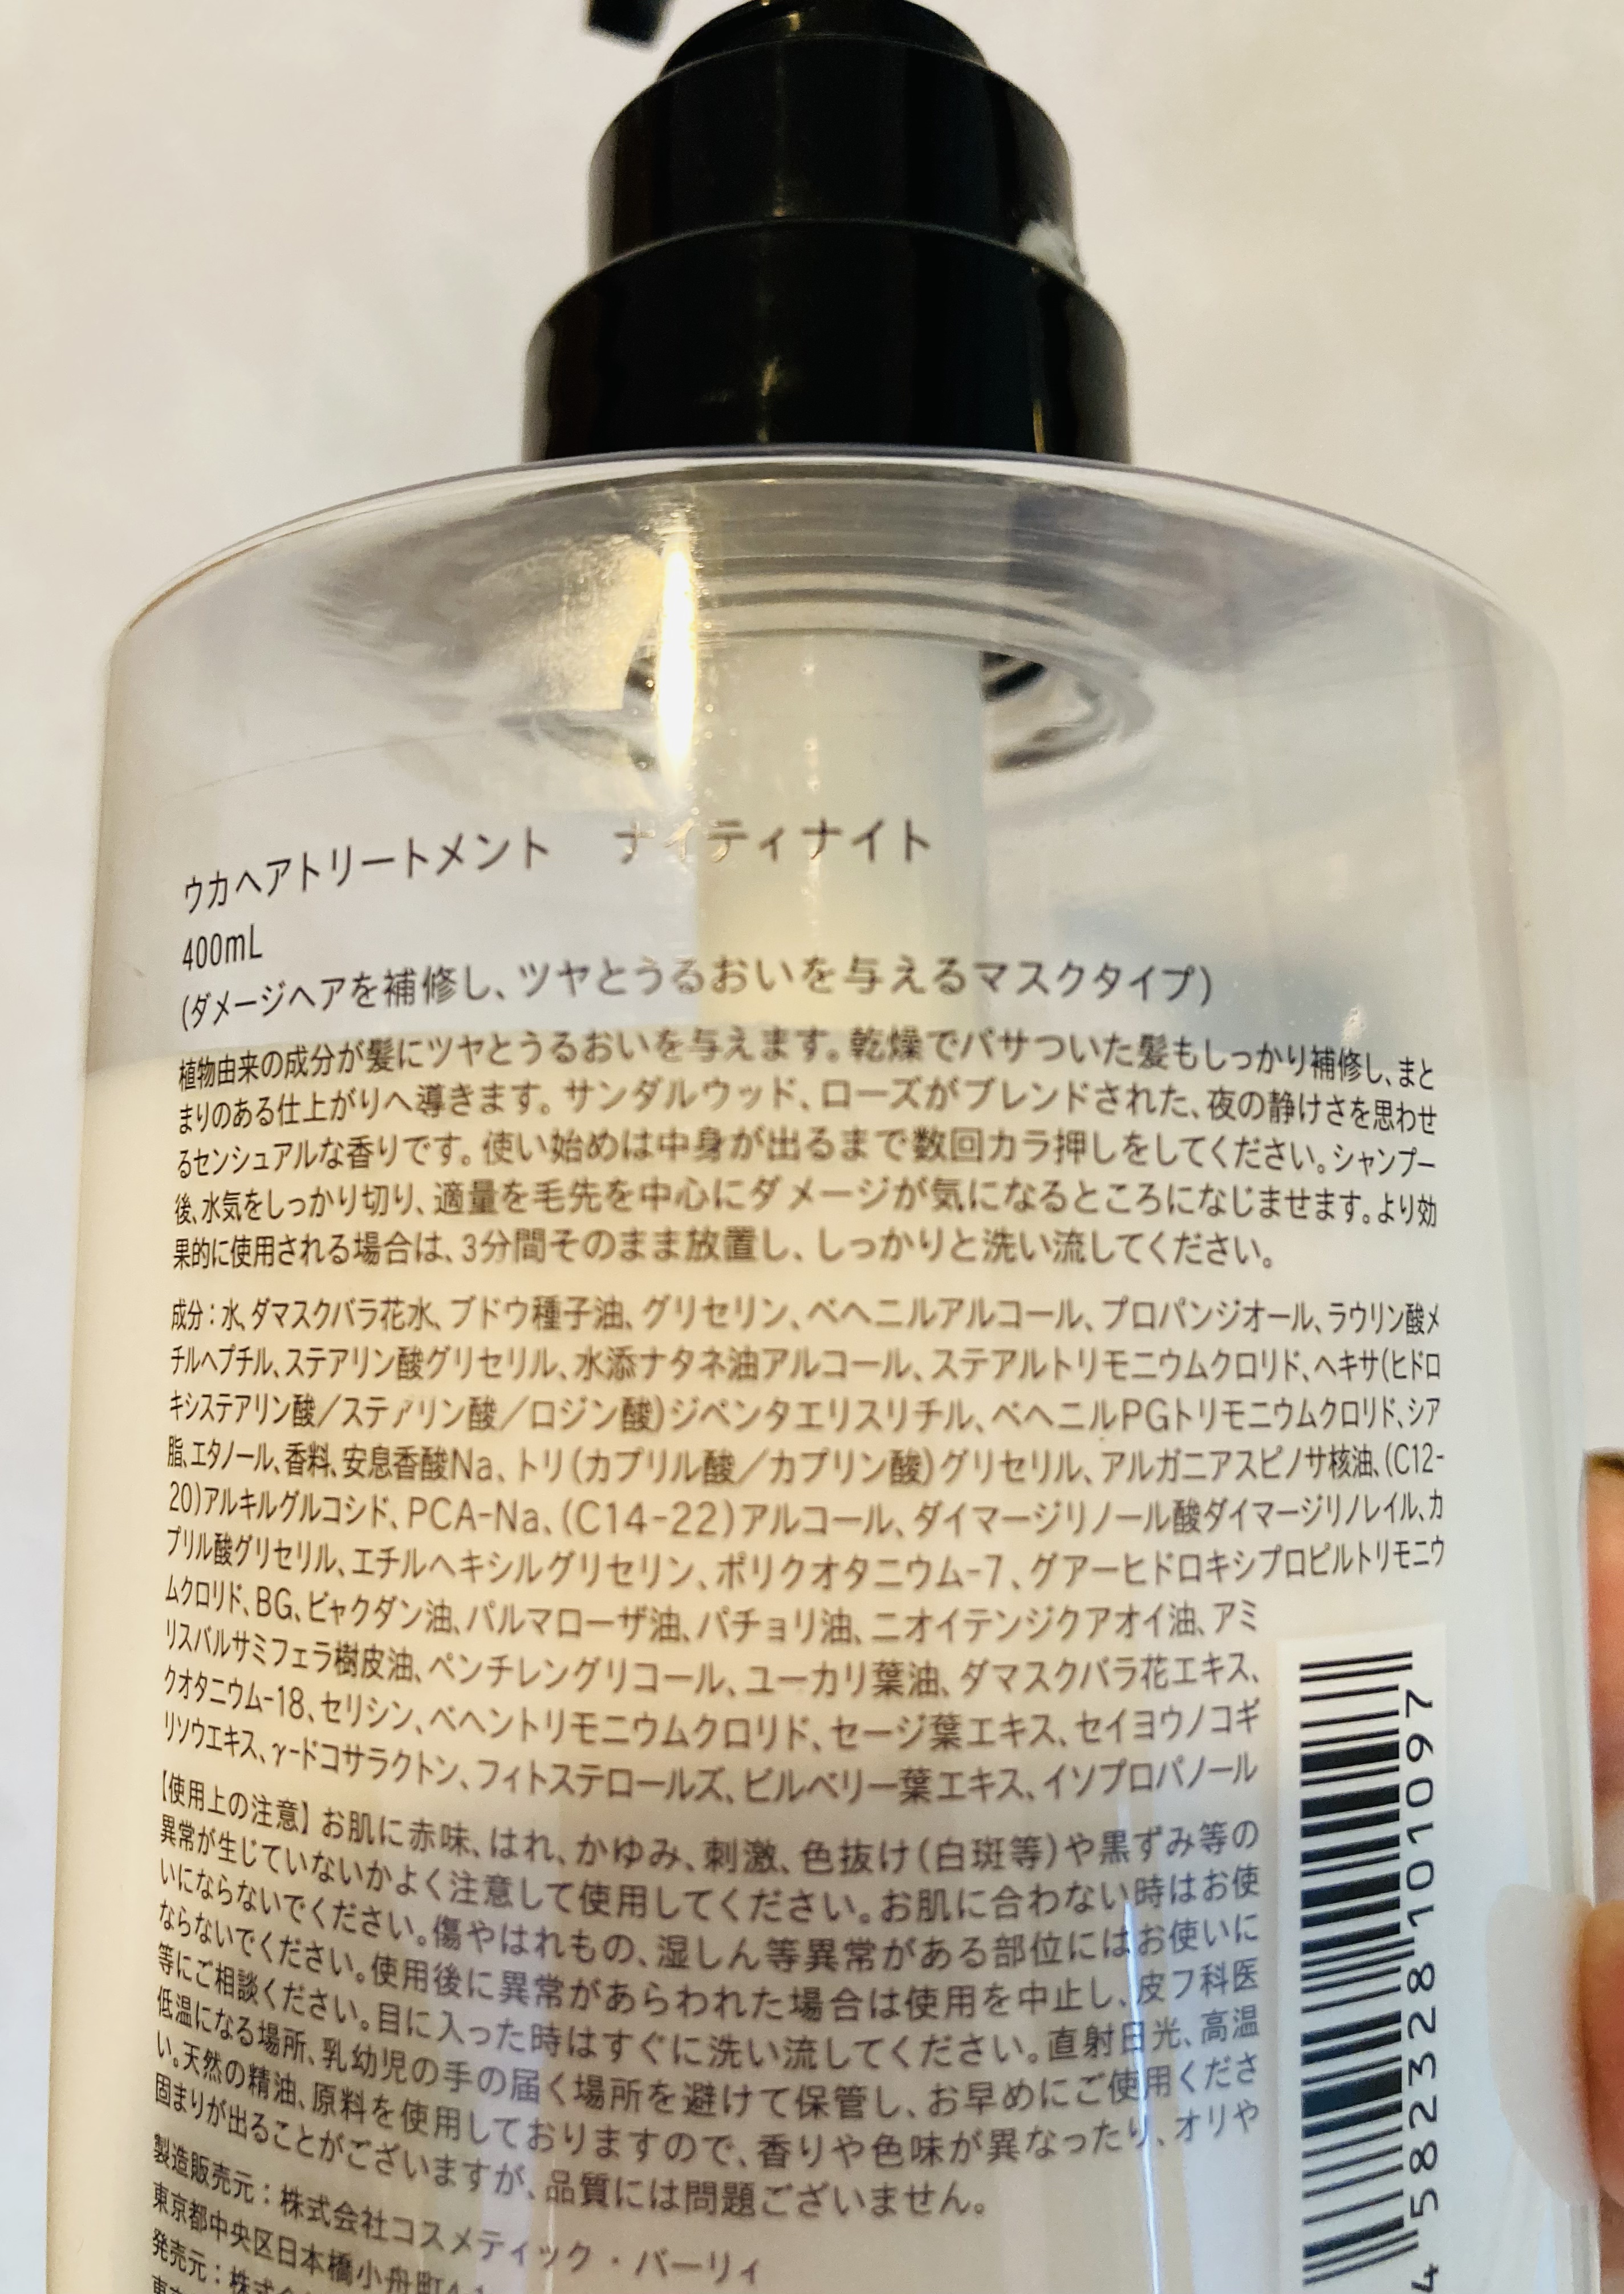 ウカヘアトリートメント　ナイティナイト
400mL
(ダメージヘアを補修し、ツヤとうるおいを与えるマスクタイプ)
植物由来の成分が髪にツヤとうるおいを与えます。乾燥でパサついた髪もしっかり補修し、まと
まりのある仕上がりへ導きます。サンダルウッド、ローズがブレンドされた、夜の静けさを思わせ
るセンシュアルな香りです。使い始めは中身が出るまで数回カラ押しをしてください。シャンプー
後、水気をしっかり切り、適量を毛先を中心にダメージが気になるところになじませます。より効
果的に使用される場合は、3分間そのまま放置し、しっかりと洗い流してください。
成分：水、ダマスクバラ花水、ブドウ種子油、グリセリン、ベヘニルアルコール、プロパンジオール、ラウリン酸メ
チルヘプチル、ステアリン酸グリセリル、水添ナタネ油アルコール、ステアルトリモニウムクロリド、ヘキサ(ヒドロ
キシステアリン酸／ステアリン酸／ロジン酸)ジペンタエリスリチル、ベヘニルPGトリモニウムクロリド、シア
脂、エタノール、香料、安息香酸Na、トリ(カプリル酸／カプリン酸)グリセリル、アルガニアスピノサ核油、(C12-
20)アルキルグルコシド、PCA-Na、(C14-22)アルコール、ダイマージリノール酸ダイマージリノレイル、カ
プリル酸グリセリル、エチルヘキシルグリセリン、ポリクオタニウム-7、グアーヒドロキシプロピルトリモニウ
ムクロリド、BG、ビャクダン油、パルマローザ油、パチョリ油、ニオイテンジクアオイ油、アミ
リスバルサミフェラ樹皮油、ペンチレングリコール、ユーカリ葉油、ダマスクバラ花エキス、
クオタニウム-18、セリシン、ベヘントリモニウムクロリド、セージ葉エキス、セイヨウノコギ
リソウエキス、γ-ドコサラクトン、フィトステロールズ、ビルベリー葉エキス、イソプロパノール
【使用上の注意】お肌に赤味、はれ、かゆみ、刺激、色抜け(白斑等)や黒ずみ等の
異常が生じていないかよく注意して使用してください。お肌に合わない時はお使
いにならないでください。傷やはれもの、湿しん等異常がある部位にはお使いに
ならないでください。使用後に異常があらわれた場合は使用を中止し、皮フ科医
等にご相談ください。目に入った時はすぐに洗い流してください。直射日光、高温
低温になる場所、乳幼児の手の届く場所を避けて保管し、お早めにご使用くださ
い。天然の精油、原料を使用しておりますので、香りや色味が異なったり、オリや
固まりが出ることがございますが、品質には問題ございません。
製造販売元：株式会社コスメティック・バーリィ
東京都中央区日本橋小舟町
発売元：株式会
4 582328 101097